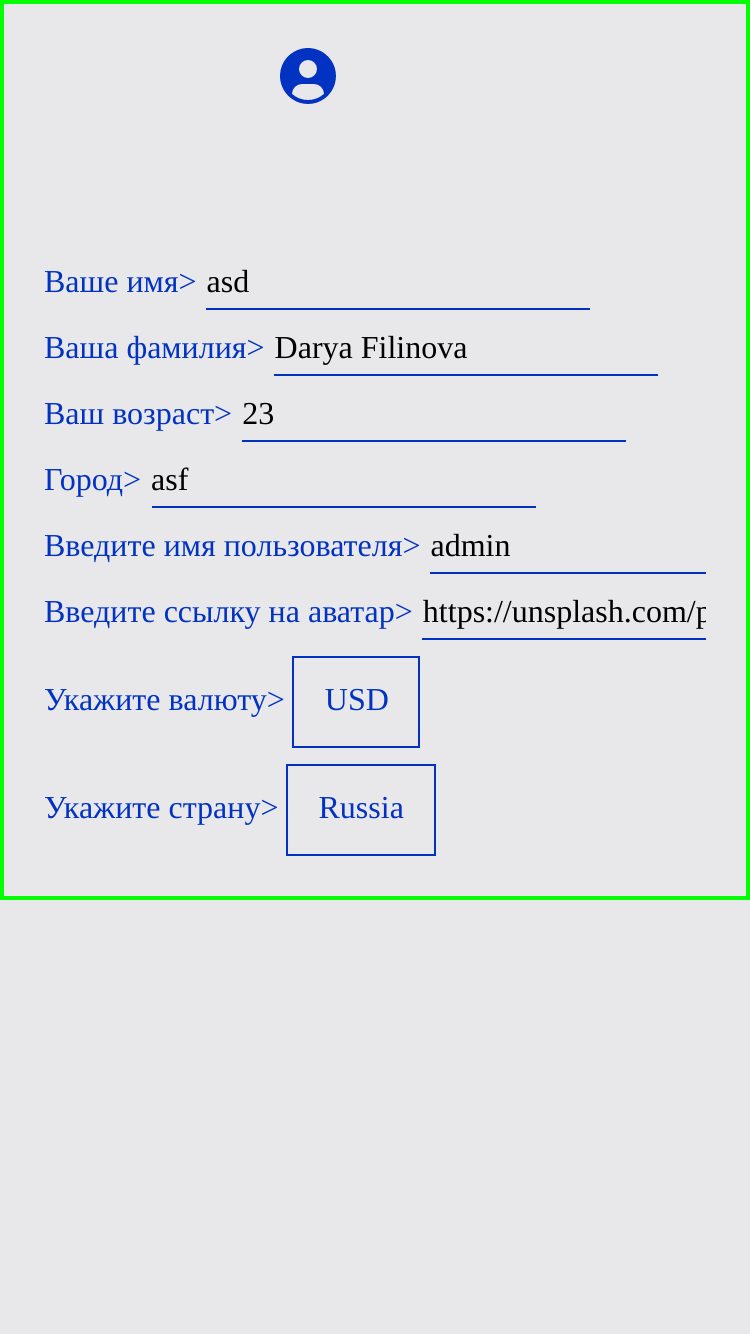 Ваше имя> asd
Ваша фамилия> Darya Filinova
Ваш возраст> 23
Город> asf
Введите имя пользователя> admin
Введите ссылку на аватар> https://unsplash.com/p
Укажите валюту> USD
Укажите страну> Russia